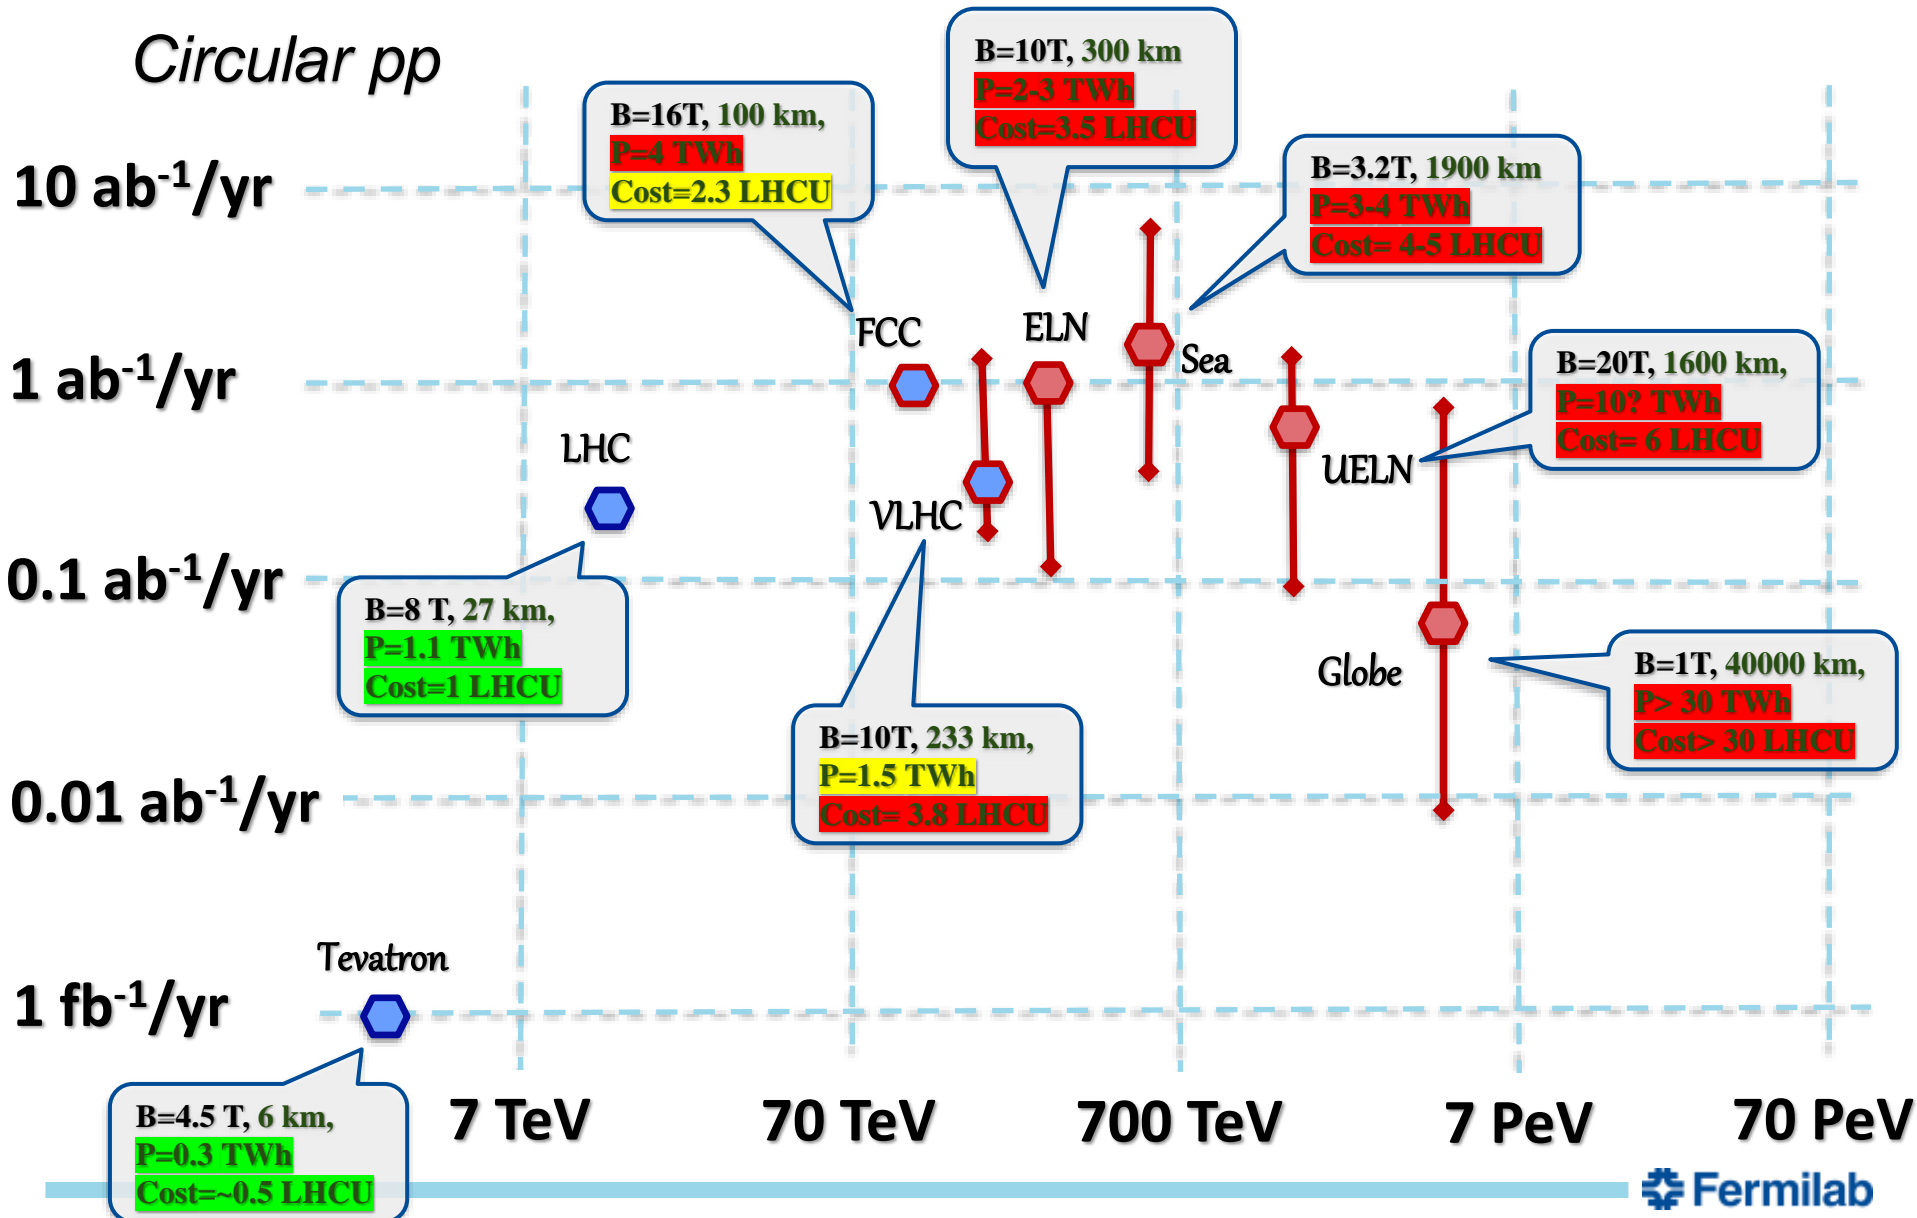 Circular pp
B=10T, 300 km
P=2-3 TWh
Cost=3.5 LHCU
B=16T, 100 km,
P=4 TWh
Cost=2.3 LHCU
B=3.2T, 1900 km
P=3-4 TWh
Cost= 4-5 LHCU
10 ab⁻¹/yr
FCC
ELN
Sea
1 ab⁻¹/yr
B=20T, 1600 km,
P=10? TWh
Cost= 6 LHCU
LHC
VLHC
UELN
0.1 ab⁻¹/yr
B=8 T, 27 km,
P=1.1 TWh
Cost=1 LHCU
Globe
B=1T, 40000 km,
P> 30 TWh
Cost> 30 LHCU
B=10T, 233 km,
P=1.5 TWh
Cost= 3.8 LHCU
0.01 ab⁻¹/yr
Tevatron
1 fb⁻¹/yr
B=4.5 T, 6 km,
P=0.3 TWh
Cost=~0.5 LHCU
7 TeV
70 TeV
700 TeV
7 PeV
70 PeV
Fermilab